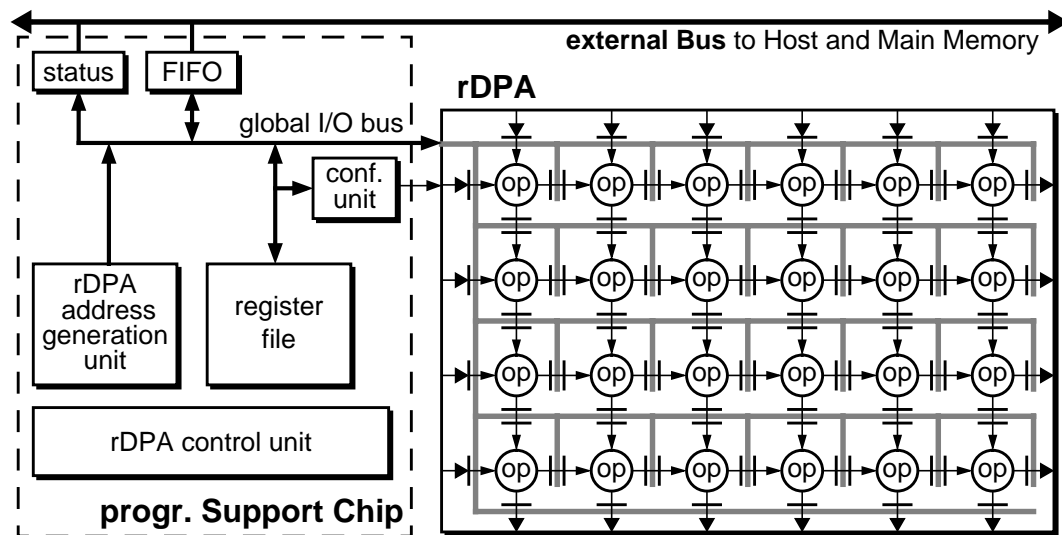 external Bus to Host and Main Memory
status
FIFO
rDPA
global I/O bus
conf.
unit
op op op op op op
rDPA
address
generation
unit
register
file
op op op op op op
op op op op op op
rDPA control unit
op op op op op op
progr. Support Chip